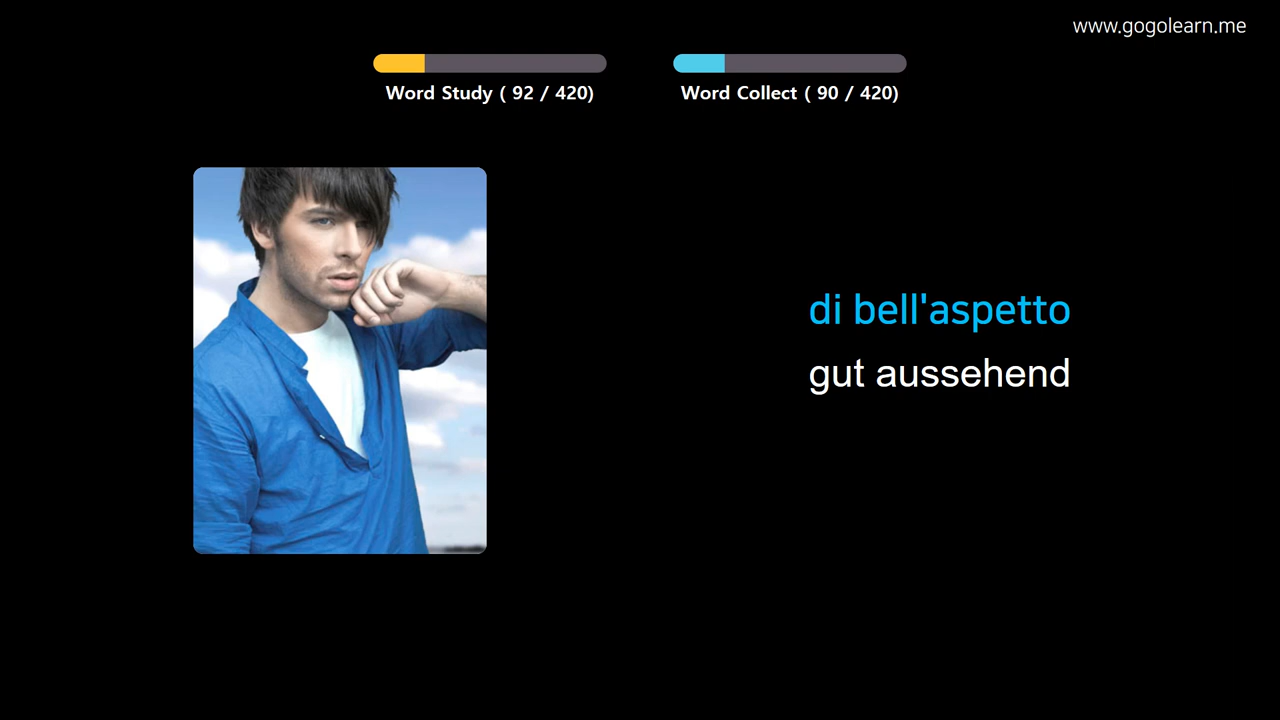 www.gogolearn.me
Word Study ( 92 / 420)
Word Collect ( 90 / 420)
di bell'aspetto
gut aussehend